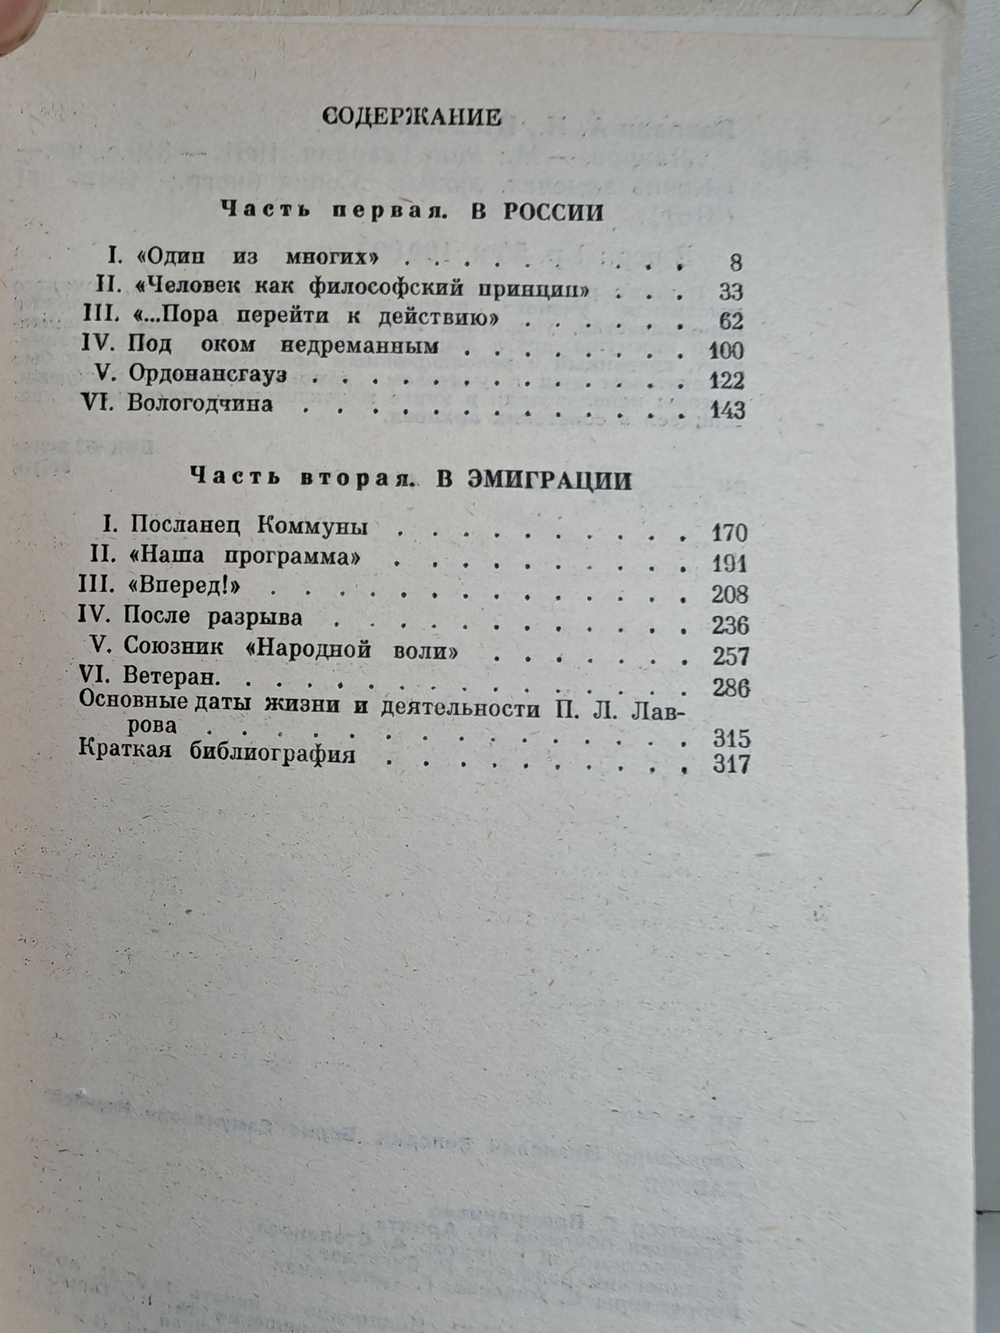 СОДЕРЖАНИЕ
Часть первая. В РОССИИ
I. «Один из многих» . . . . . . . . . . 8
II. «Человек как философский принцип» . . . 33
III. «...Пора перейти к действию» . . . . . . 62
IV. Под оком недреманным . . . . . . . . 100
V. Ордонансгауз . . . . . . . . . . . . . 122
VI. Вологодчина . . . . . . . . . . . . . 143
Часть вторая. В ЭМИГРАЦИИ
I. Посланец Коммуны . . . . . . . . . . 170
II. «Наша программа» . . . . . . . . . . 191
III. «Вперед!» . . . . . . . . . . . . . . 208
IV. После разрыва . . . . . . . . . . . . 236
V. Союзник «Народной воли» . . . . . . . 257
VI. Ветеран. . . . . . . . . . . . . . . . 286
Основные даты жизни и деятельности П. Л. Лав-
рова . . . . . . . . . . . . . . . . . 315
Краткая библиография . . . . . . . . . . 317